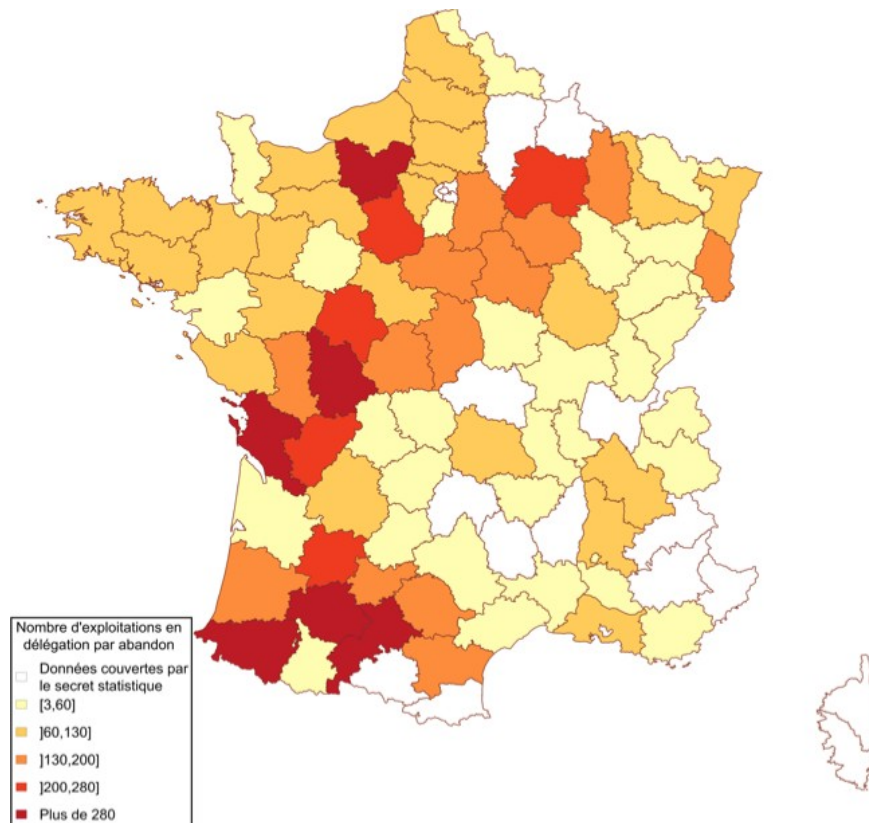 Nombre d'exploitations en
délégation par abandon
Données couvertes par
le secret statistique
[3,60]
]60,130]
]130,200]
]200,280]
Plus de 280